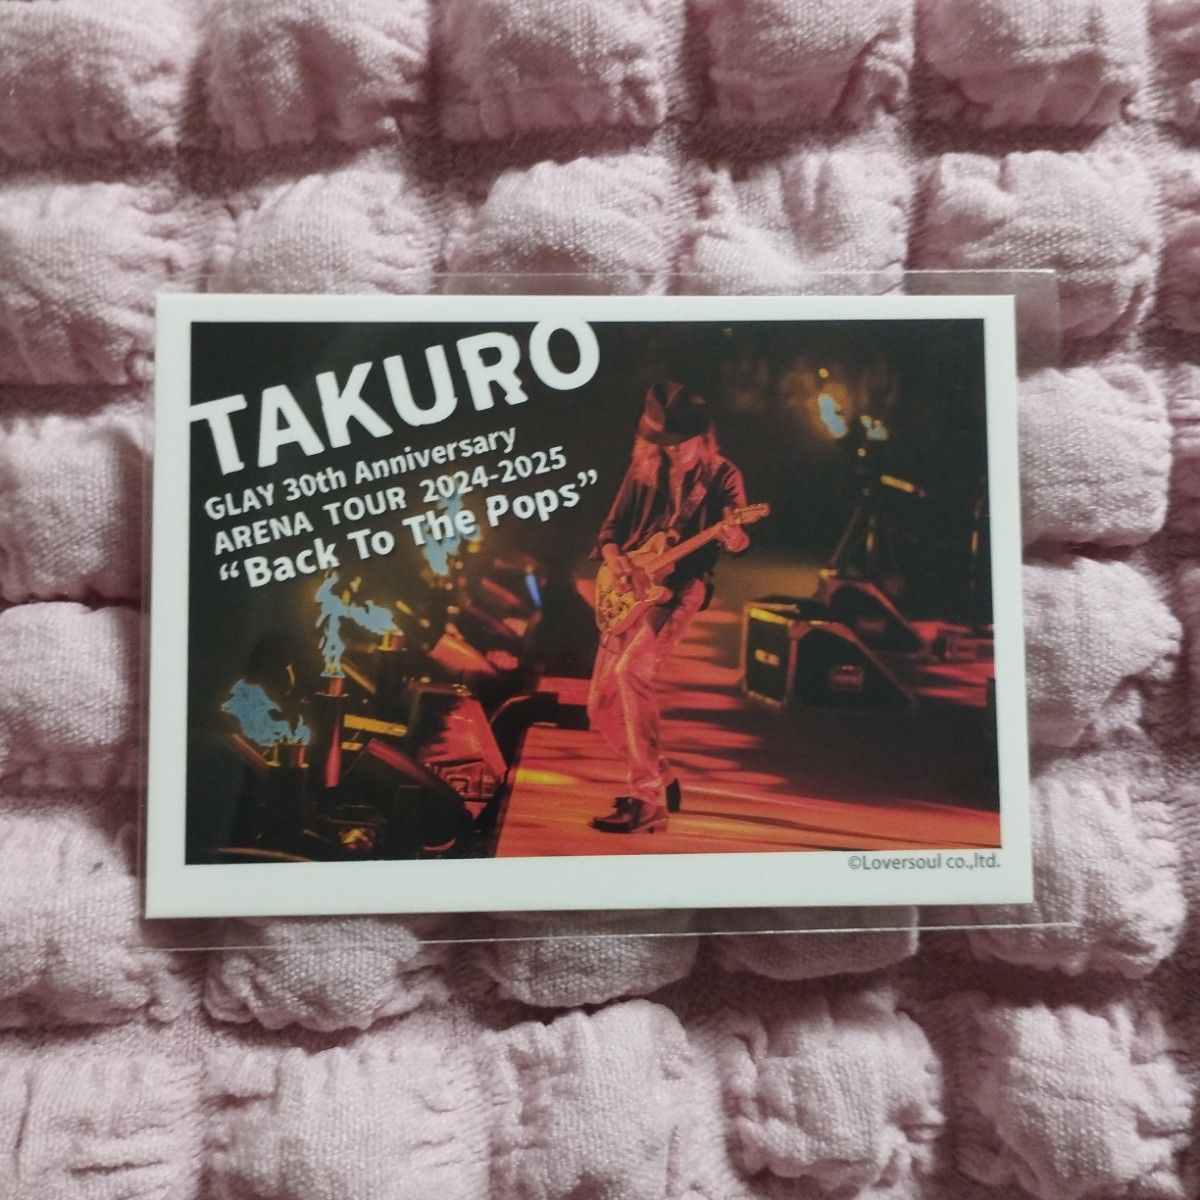 TAKURO
GLAY 30th Anniversary
ARENA TOUR 2024-2025
“Back To The Pops”
©Loversoul co.,ltd.